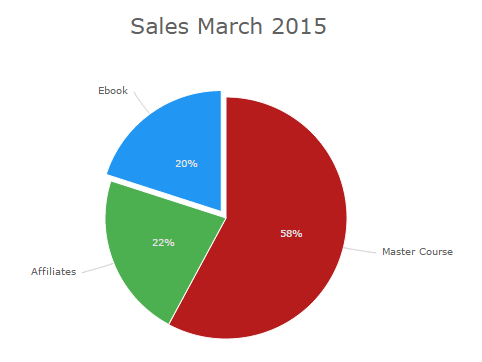 Sales March 2015
Ebook
20%
58%
22%
Master Course
Affiliates